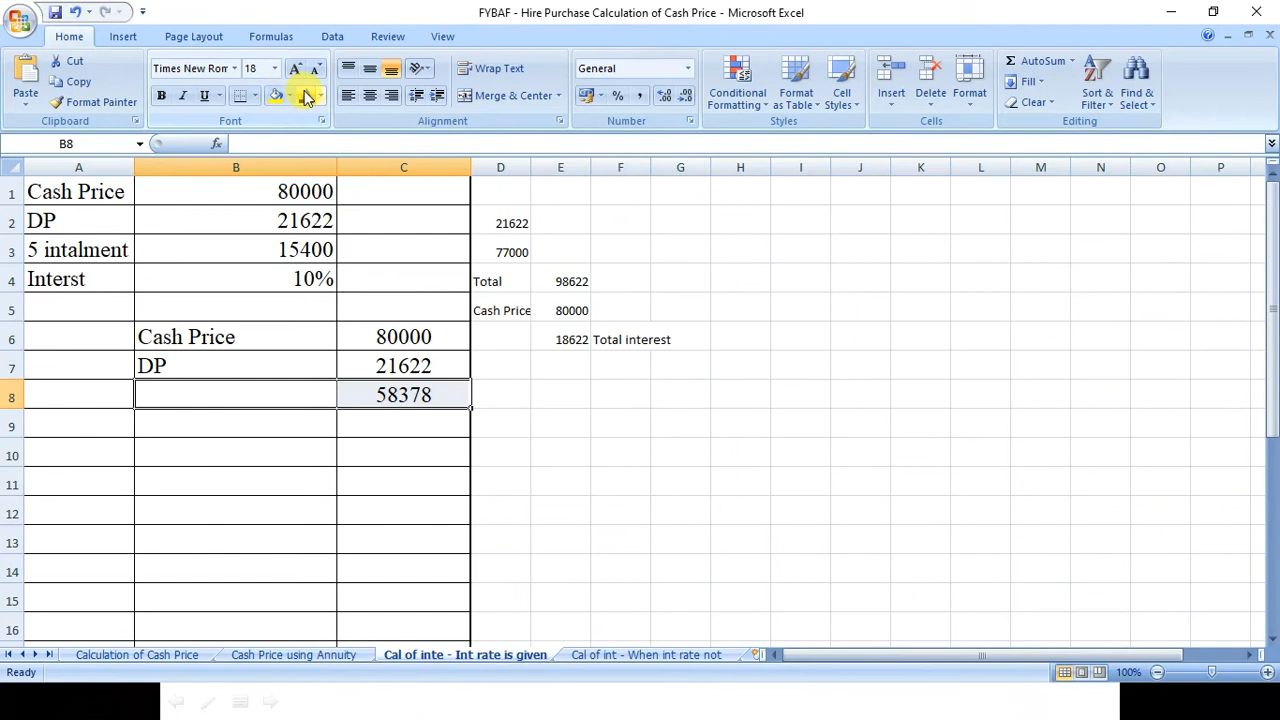 FYBAF - Hire Purchase Calculation of Cash Price - Microsoft Excel
Home Insert Page Layout Formulas Data Review View
Paste Cut Copy Format Painter Clipboard
Times New Rom 18 A A B I U A Font
Wrap Text Merge & Center Alignment
General % , Number
Conditional Formatting Format as Table Cell Styles Styles
Insert Delete Format Cells
Σ AutoSum Fill Clear Sort & Filter Find & Select Editing
B8 fx
A B C D E F G H I J K L M N O P
1 Cash Price 80000
2 DP 21622 21622
3 5 intalment 15400 77000
4 Interst 10% Total 98622
5 Cash Price 80000
6 Cash Price 80000 18622 Total interest
7 DP 21622
8 58378
9
10
11
12
13
14
15
16
Calculation of Cash Price Cash Price using Annuity Cal of inte - Int rate is given Cal of int - When int rate not
Ready 100%